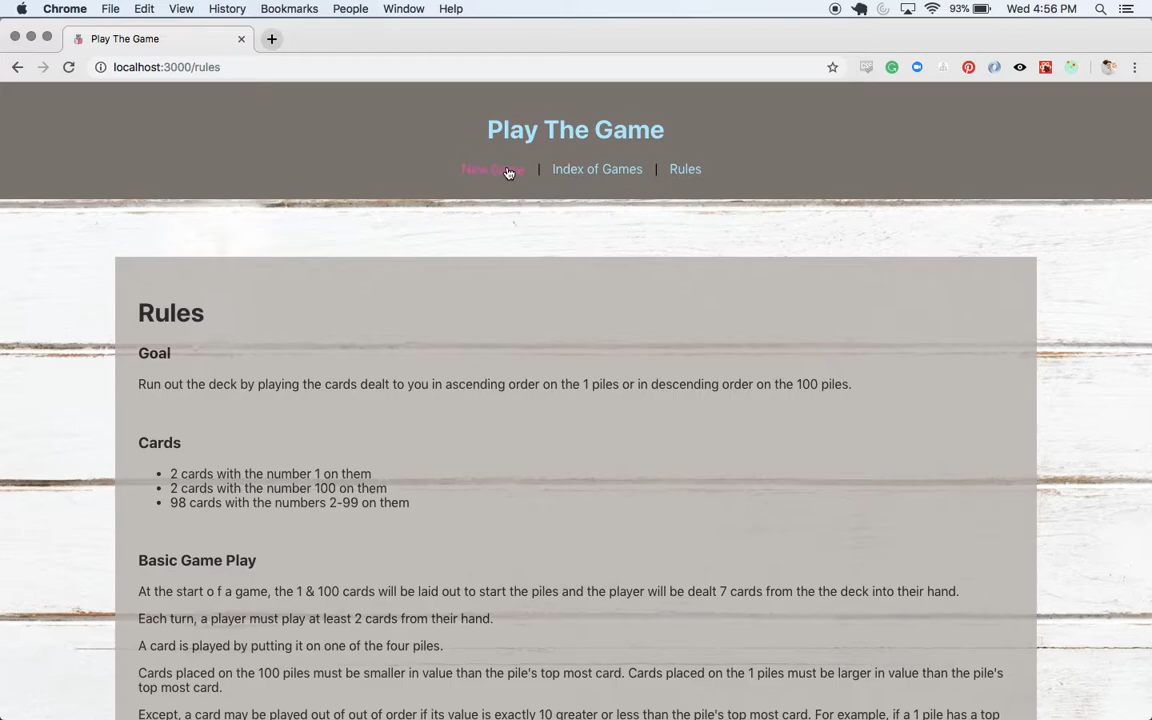 Chrome File Edit View History Bookmarks People Window Help 93% Wed 4:56 PM
Play The Game
localhost:3000/rules
Play The Game
New Game | Index of Games | Rules
Rules
Goal
Run out the deck by playing the cards dealt to you in ascending order on the 1 piles or in descending order on the 100 piles.
Cards
• 2 cards with the number 1 on them
• 2 cards with the number 100 on them
• 98 cards with the numbers 2-99 on them
Basic Game Play
At the start o f a game, the 1 & 100 cards will be laid out to start the piles and the player will be dealt 7 cards from the the deck into their hand.
Each turn, a player must play at least 2 cards from their hand.
A card is played by putting it on one of the four piles.
Cards placed on the 100 piles must be smaller in value than the pile's top most card. Cards placed on the 1 piles must be larger in value than the pile's
top most card.
Except, a card may be played out of out of order if its value is exactly 10 greater or less than the pile's top most card. For example, if a 1 pile has a top